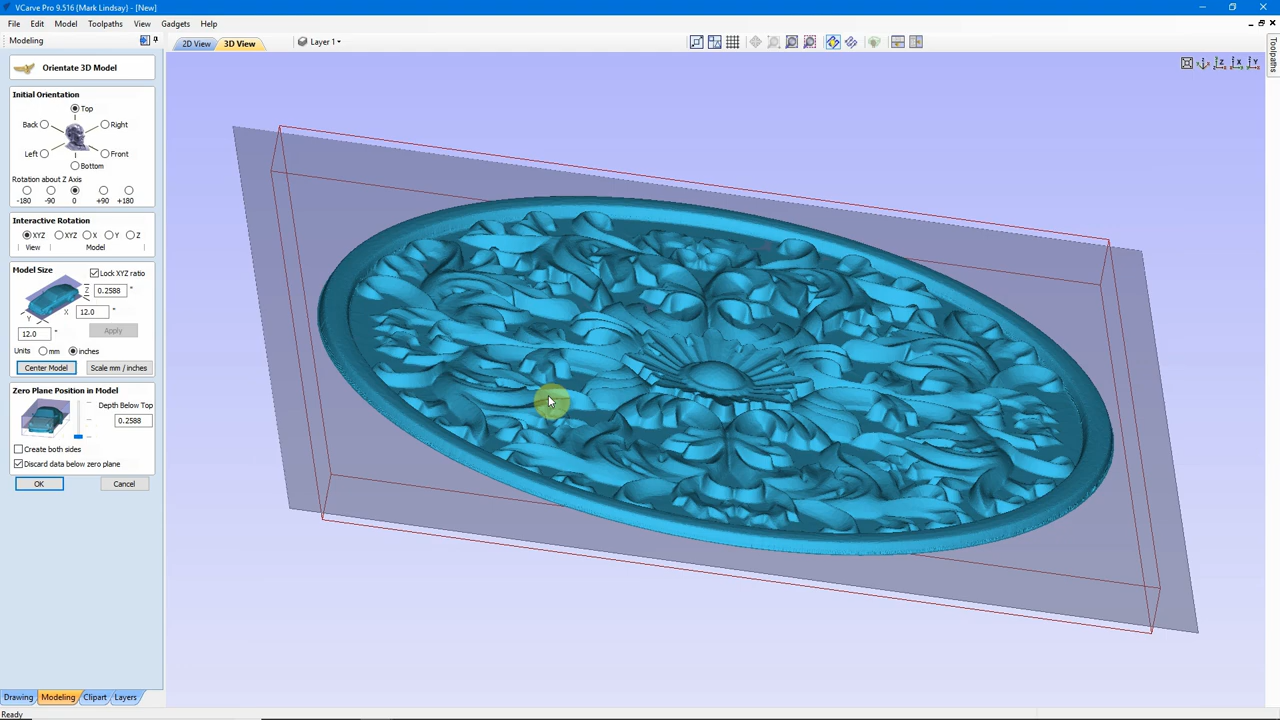 VCarve Pro 9.516 {Mark Lindsay} - [New]
File Edit Model Toolpaths View Gadgets Help
Modeling
2D View 3D View Layer 1
Toolpaths
Orientate 3D Model
Initial Orientation
Top
Back Right
Left Front
Bottom
Rotation about Z Axis
-180 -90 0 +90 +180
Interactive Rotation
XYZ XYZ X Y Z
View Model
Model Size
Lock XYZ ratio
Z 0.2588 "
X 12.0 "
Y
12.0 "
Apply
Units mm inches
Center Model Scale mm / inches
Zero Plane Position in Model
Depth Below Top
0.2588
Create both sides
Discard data below zero plane
OK Cancel
Drawing Modeling Clipart Layers
Ready